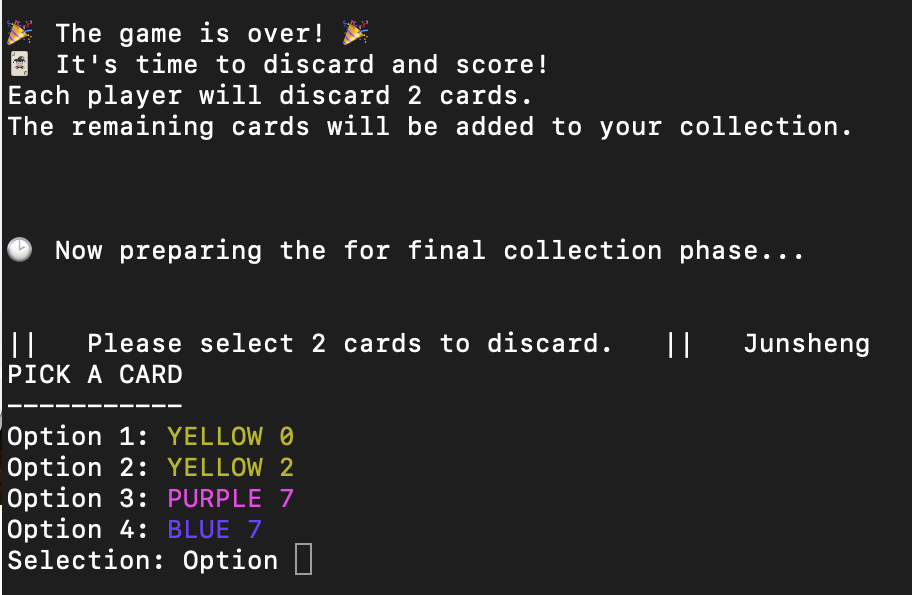 🎉 The game is over! 🎉
🃏 It's time to discard and score!
Each player will discard 2 cards.
The remaining cards will be added to your collection.
🕑 Now preparing the for final collection phase...
||   Please select 2 cards to discard.   ||   Junsheng
PICK A CARD
-----------
Option 1: YELLOW 0
Option 2: YELLOW 2
Option 3: PURPLE 7
Option 4: BLUE 7
Selection: Option